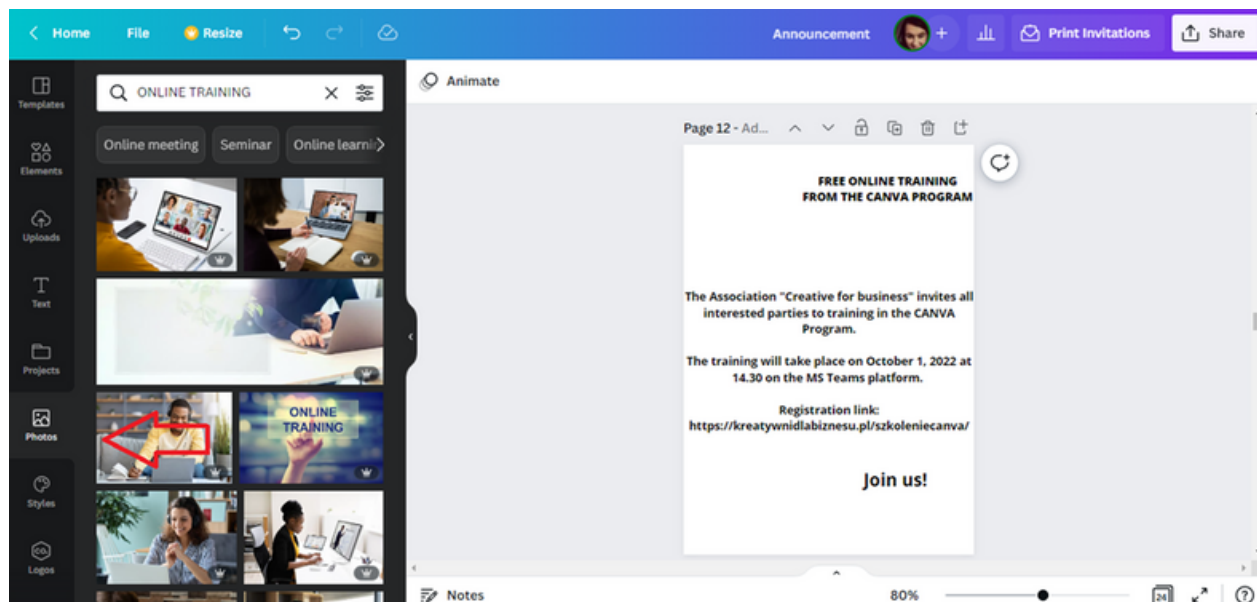 Home File Resize Announcement + Print Invitations Share
Templates
Elements
Uploads
Text
Projects
Photos
Styles
CO.
Logos
ONLINE TRAINING
Online meeting Seminar Online learnin
ONLINE
TRAINING
Animate
Page 12 - Ad...
FREE ONLINE TRAINING
FROM THE CANVA PROGRAM
The Association "Creative for business" invites all
interested parties to training in the CANVA
Program.
The training will take place on October 1, 2022 at
14.30 on the MS Teams platform.
Registration link:
https://kreatywnidlabiznesu.pl/szkoleniecanva/
Join us!
Notes 80% 24 ?